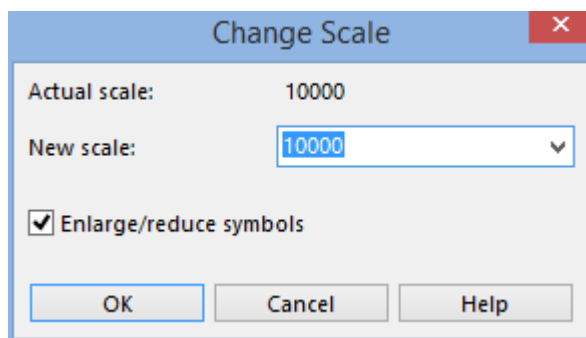 Change Scale
Actual scale: 10000
New scale: 10000
Enlarge/reduce symbols
OK Cancel Help